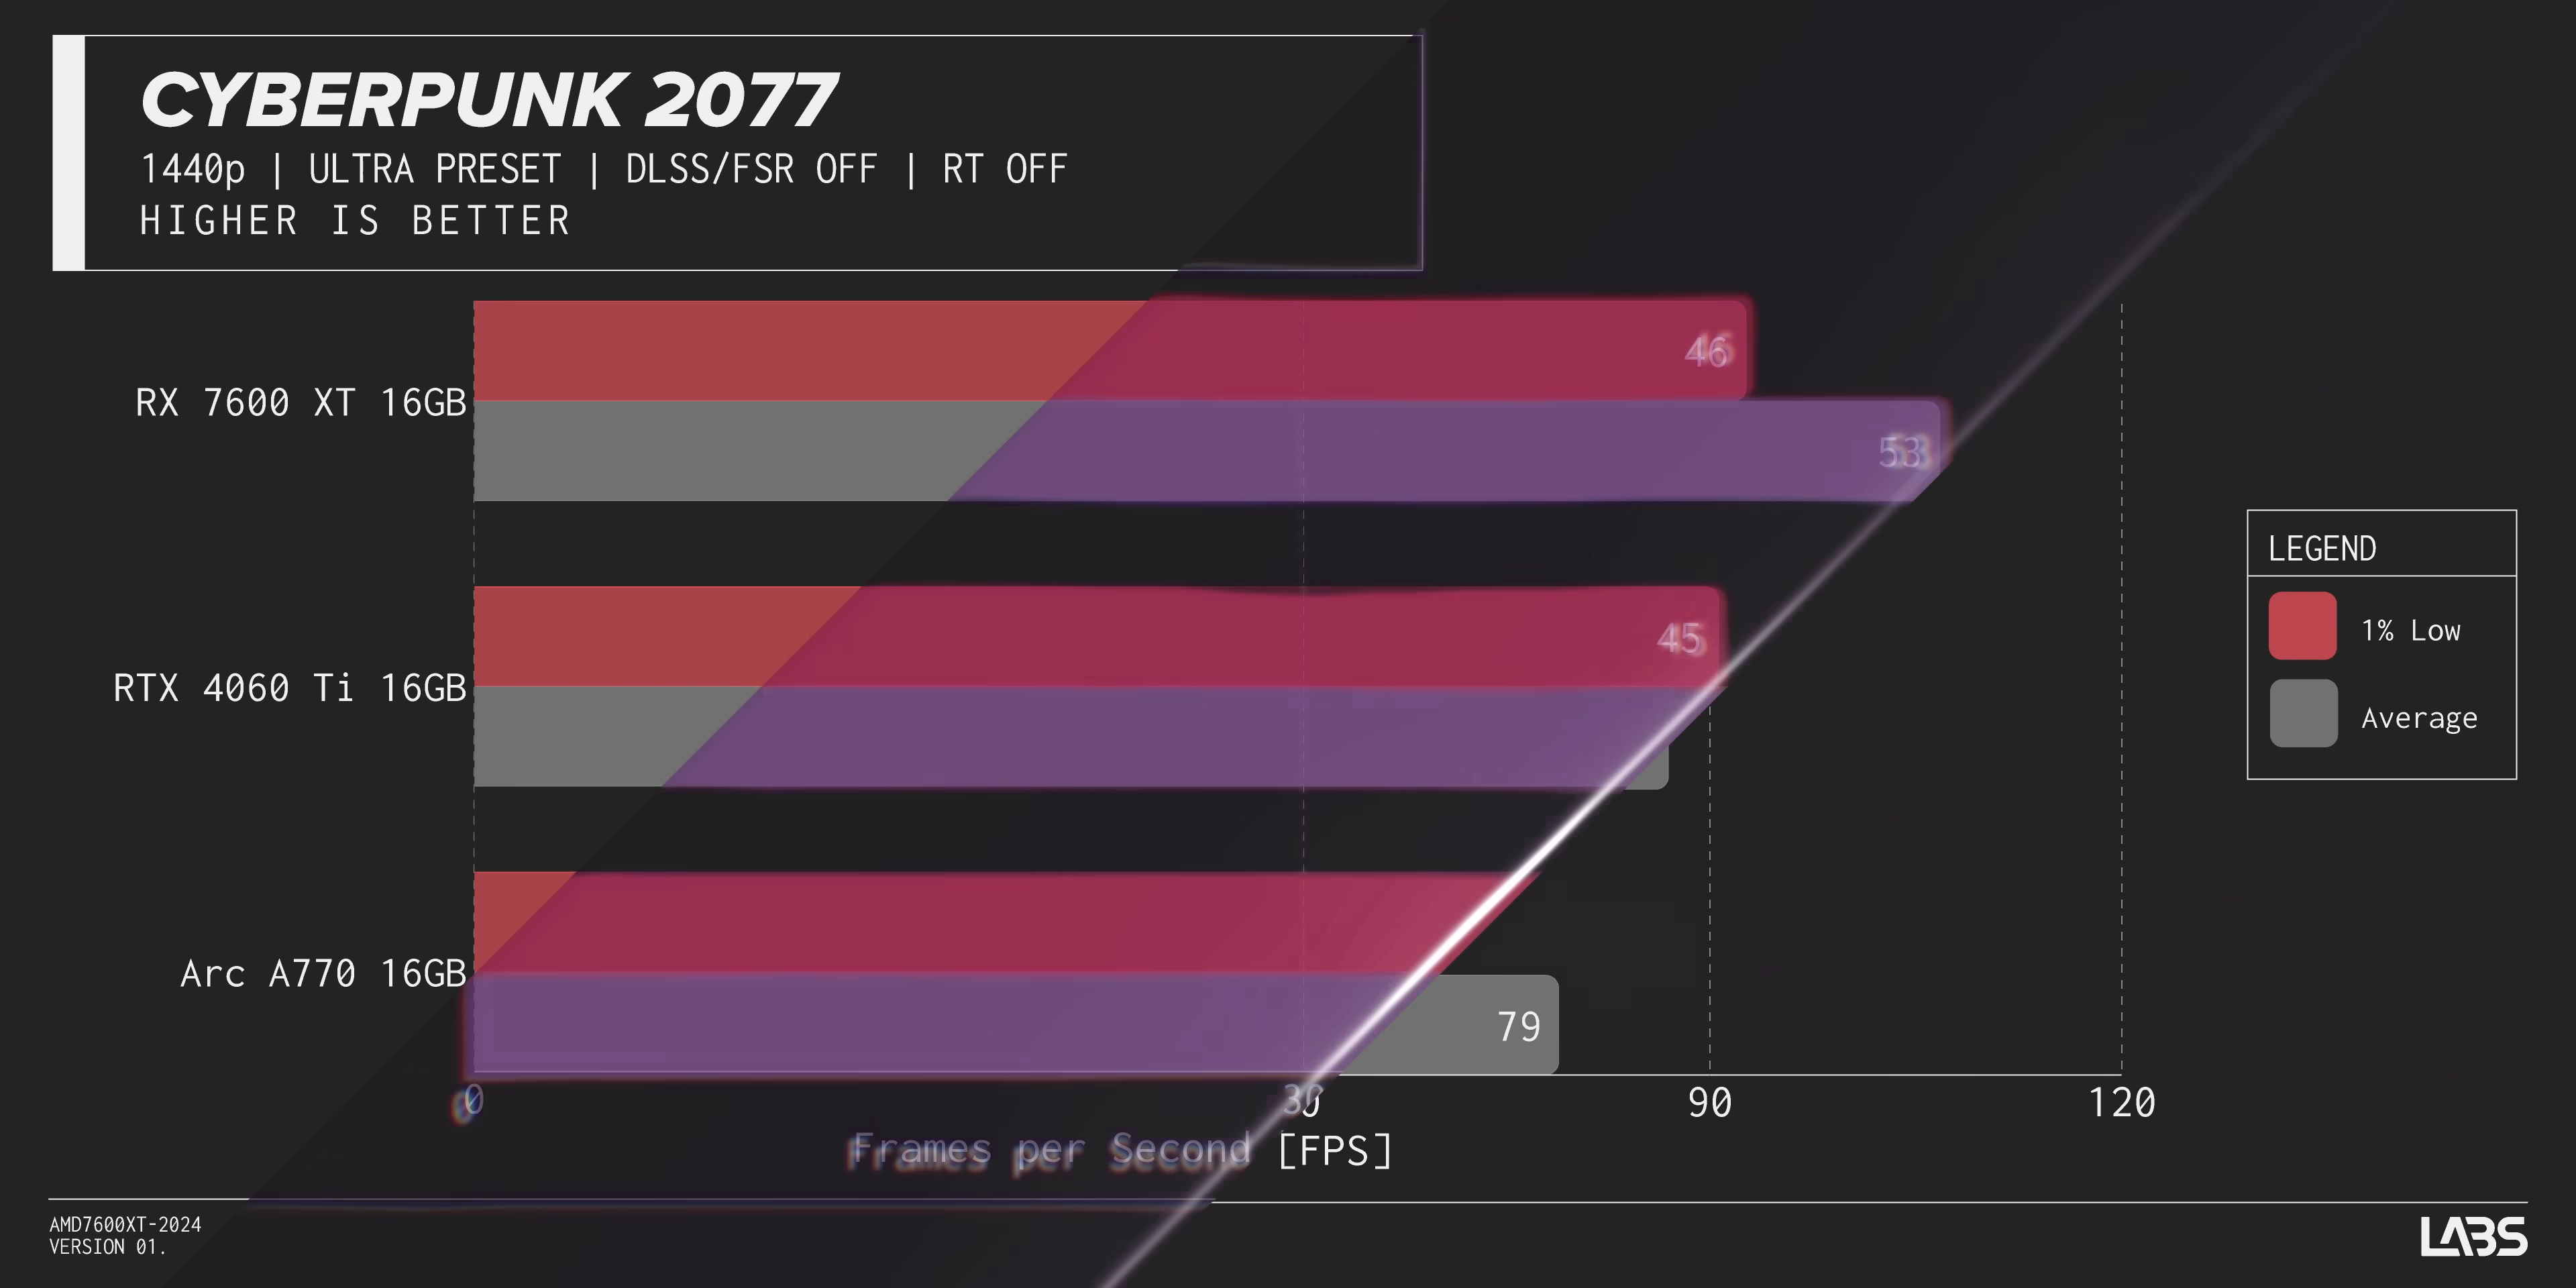 CYBERPUNK 2077
1440p | ULTRA PRESET | DLSS/FSR OFF | RT OFF
HIGHER IS BETTER
46
RX 7600 XT 16GB
53
LEGEND
45
1% Low
RTX 4060 Ti 16GB
Average
Arc A770 16GB
79
0 30 90 120
Frames per Second [FPS]
AMD7600XT-2024
VERSION 01.
LABS